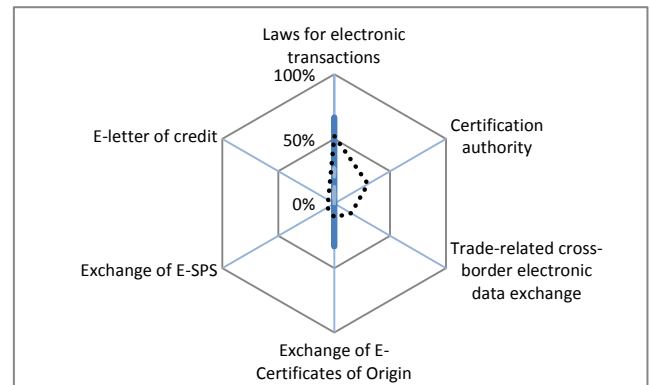 Laws for electronic
transactions
100%
E-letter of credit
50%
Certification
authority
0%
Exchange of E-SPS
Trade-related cross-
border electronic
data exchange
Exchange of E-
Certificates of Origin